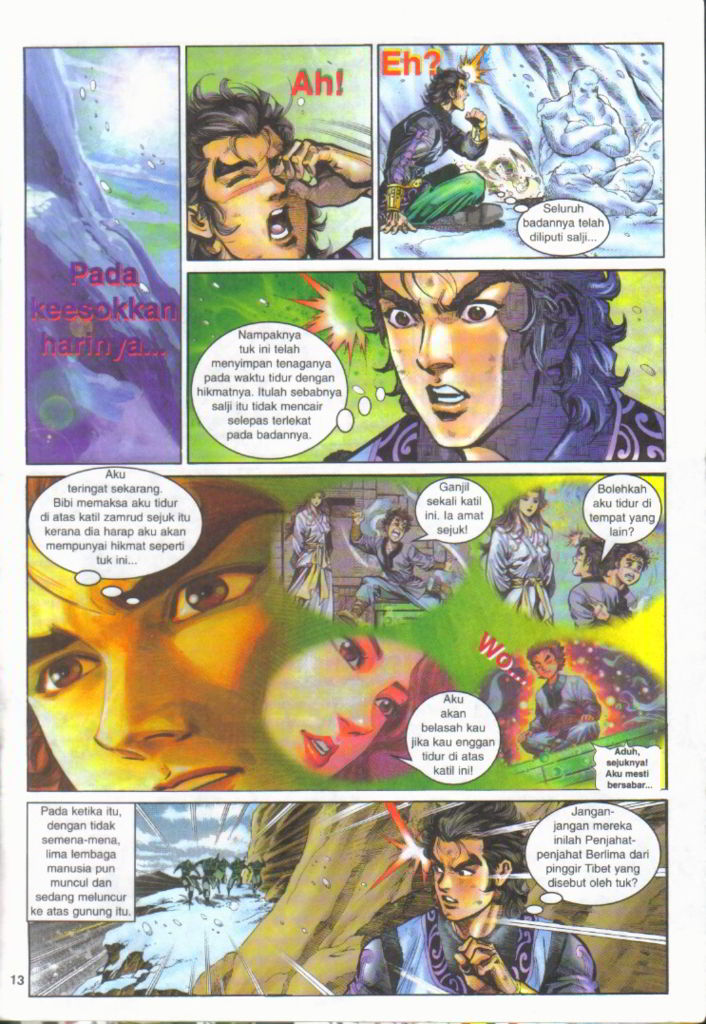 Pada
keesokkan
harinya...
Ah!
Eh?
Seluruh
badannya telah
diliputi salji...
Nampaknya
tuk ini telah
menyimpan tenaganya
pada waktu tidur dengan
hikmatnya. Itulah sebabnya
salji itu tidak mencair
selepas terlekat
pada badannya.
Aku
teringat sekarang.
Bibi memaksa aku tidur
di atas katil zamrud sejuk itu
kerana dia harap aku akan
mempunyai hikmat seperti
tuk ini...
Ganjil
sekali katil
ini. Ia amat
sejuk!
Bolehkah
aku tidur di
tempat yang
lain?
Aku
akan
belasah kau
jika kau enggan
tidur di atas
katil ini!
Wo...
Aduh,
sejuknya!
Aku mesti
bersabar...
Pada ketika itu,
dengan tidak
semena-mena,
lima lembaga
manusia pun
muncul dan
sedang meluncur
ke atas gunung itu.
Jangan-
jangan mereka
inilah Penjahat-
penjahat Berlima dari
pinggir Tibet yang
disebut oleh tuk?
13